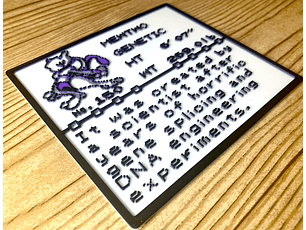 MEWTWO
GENETIC
HT 6'07"
WT 269.0lb
No.150
It was created by
a scientist after
years of horrific
gene splicing and
DNA engineering
experiments.